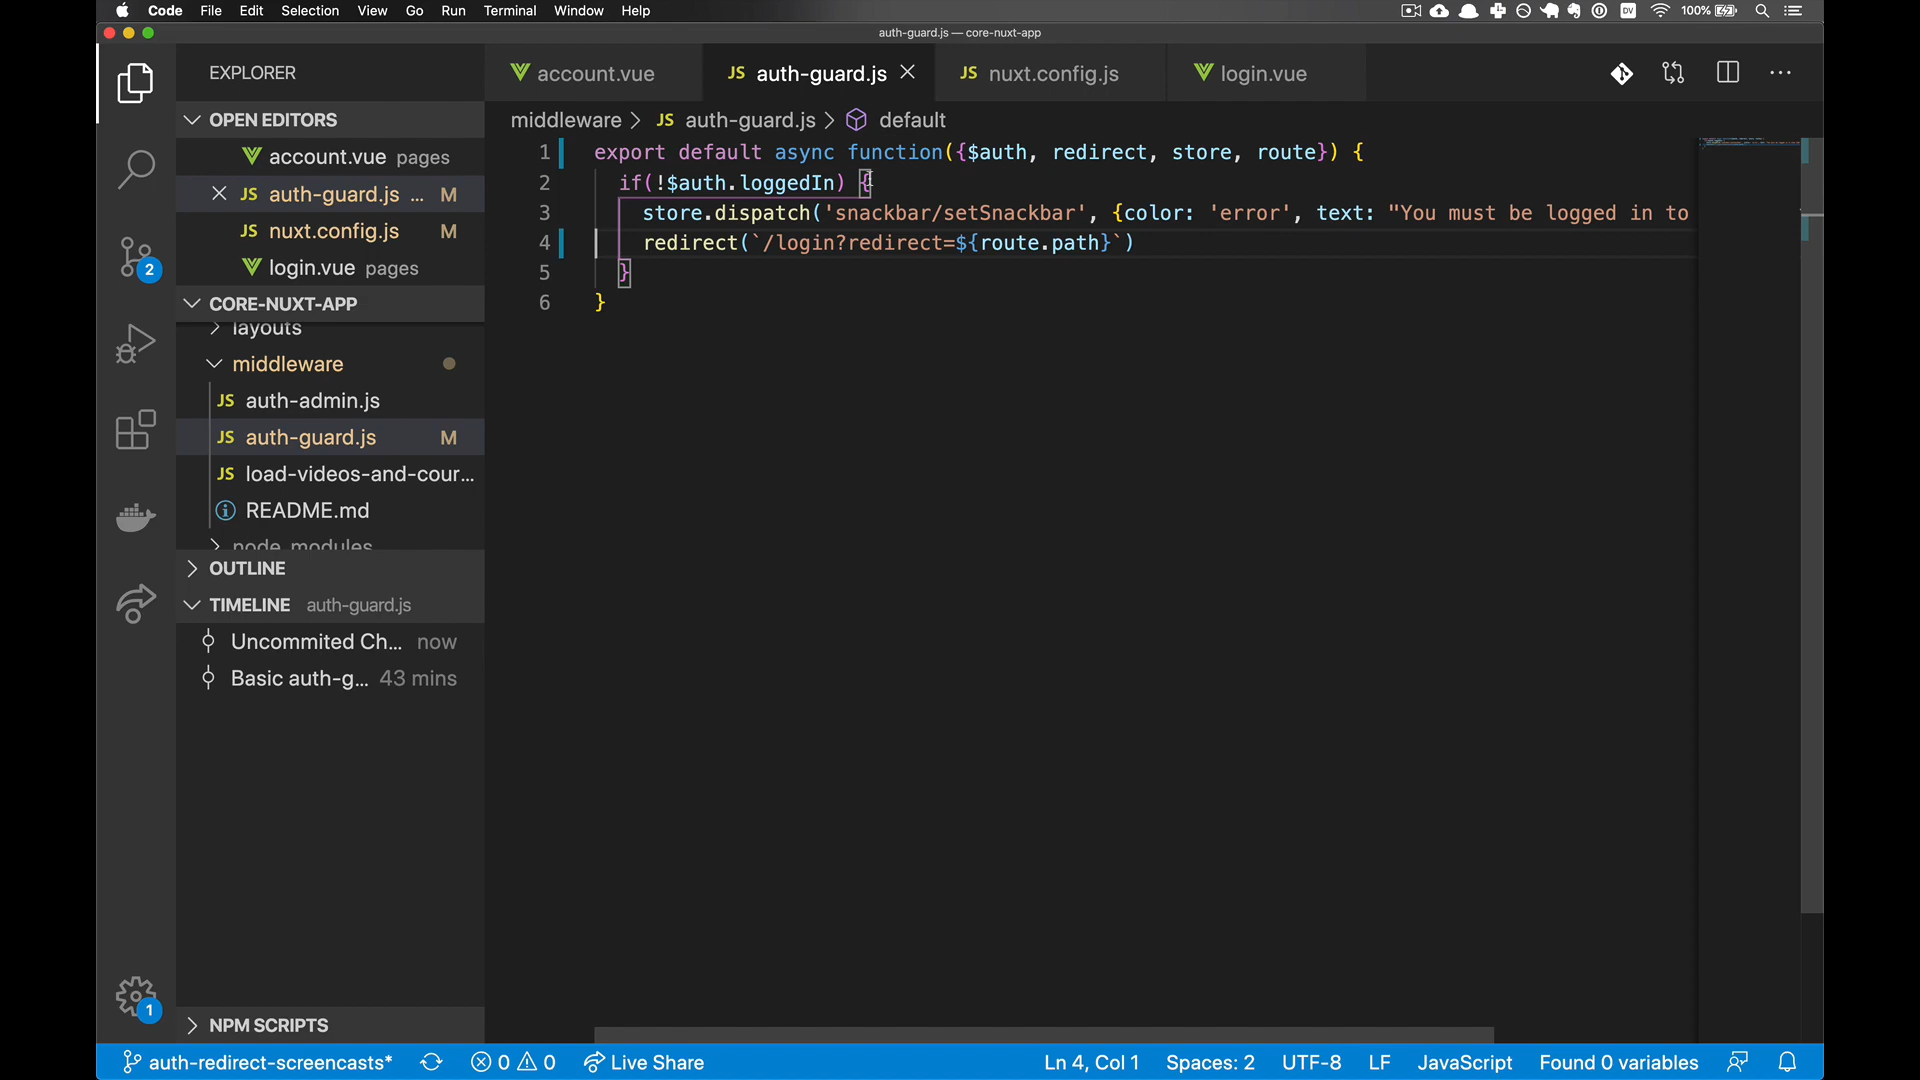 Code File Edit Selection View Go Run Terminal Window Help
DV 100%
auth-guard.js — core-nuxt-app
EXPLORER
account.vue
JS auth-guard.js
JS nuxt.config.js
login.vue
OPEN EDITORS
account.vue pages
JS auth-guard.js ... M
JS nuxt.config.js M
login.vue pages
CORE-NUXT-APP
layouts
middleware
JS auth-admin.js
JS auth-guard.js M
JS load-videos-and-cour...
README.md
node_modules
OUTLINE
TIMELINE auth-guard.js
Uncommited Ch... now
Basic auth-g... 43 mins
NPM SCRIPTS
2
1
middleware > JS auth-guard.js > default
1 export default async function({$auth, redirect, store, route}) {
2 if(!$auth.loggedIn) {
3 store.dispatch('snackbar/setSnackbar', {color: 'error', text: "You must be logged in to
4 redirect(`/login?redirect=${route.path}`)
5 }
6 }
auth-redirect-screencasts* 0 0 Live Share Ln 4, Col 1 Spaces: 2 UTF-8 LF JavaScript Found 0 variables